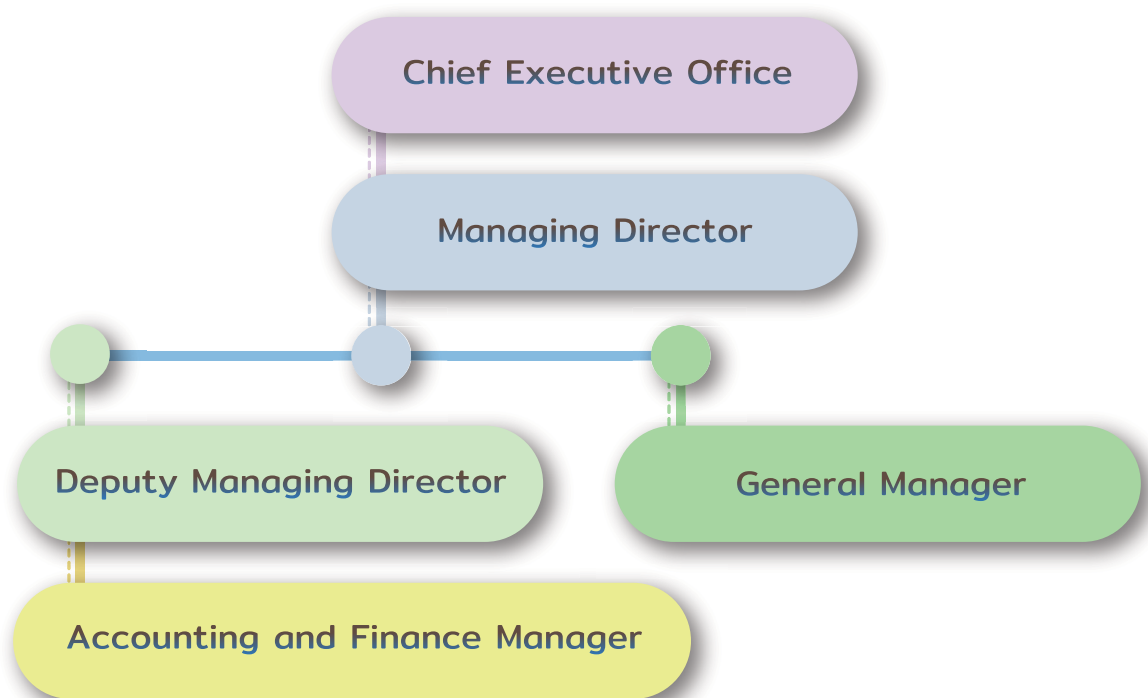 Chief Executive Office
Managing Director
Deputy Managing Director
General Manager
Accounting and Finance Manager